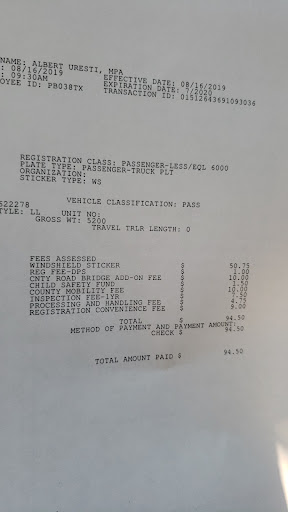 NAME: ALBERT URESTI, MPA
: 08/16/2019
: 09:30AM
OYEE ID: PB038TX
EFFECTIVE DATE: 08/16/2019
EXPIRATION DATE: 7/2020
TRANSACTION ID: 01512643691093036
REGISTRATION CLASS: PASSENGER-LESS/EQL 6000
PLATE TYPE: PASSENGER-TRUCK PLT
ORGANIZATION:
STICKER TYPE: WS
VEHICLE CLASSIFICATION: PASS
522278
TYLE: LL UNIT NO:
GROSS WT: 5200
TRAVEL TRLR LENGTH: 0
FEES ASSESSED
WINDSHIELD STICKER $ 50.75
REG FEE-DPS $ 1.00
CNTY ROAD BRIDGE ADD-ON FEE $ 10.00
CHILD SAFETY FUND $ 1.50
COUNTY MOBILITY FEE $ 10.00
INSPECTION FEE-1YR $ 7.50
PROCESSING AND HANDLING FEE $ 4.75
REGISTRATION CONVENIENCE FEE $ 9.00
TOTAL $ 94.50
METHOD OF PAYMENT AND PAYMENT AMOUNT:
CHECK $ 94.50
TOTAL AMOUNT PAID $ 94.50